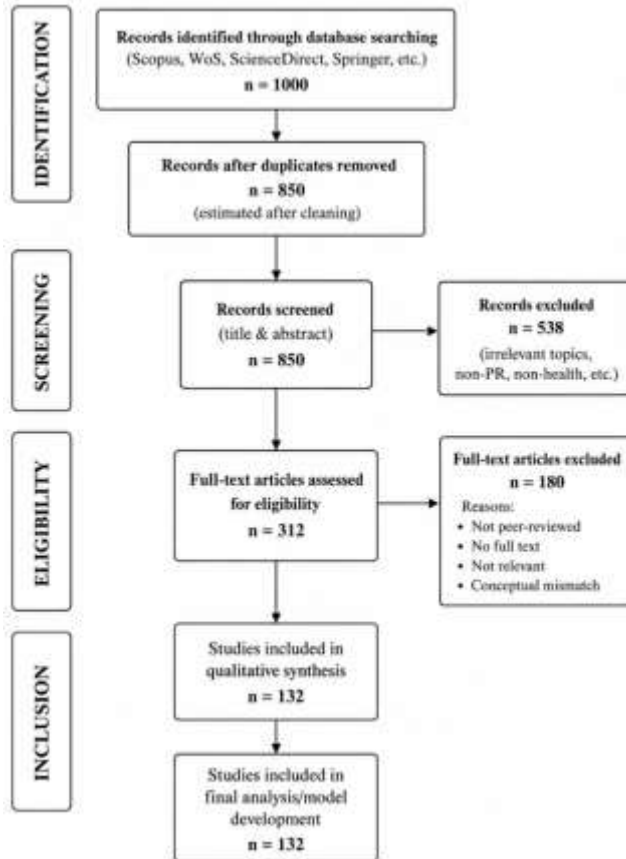 IDENTIFICATION
Records identified through database searching
(Scopus, WoS, ScienceDirect, Springer, etc.)
n = 1000
Records after duplicates removed
n = 850
(estimated after cleaning)
SCREENING
Records screened
(title & abstract)
n = 850
Records excluded
n = 538
(irrelevant topics,
non-PR, non-health, etc.)
ELIGIBILITY
Full-text articles assessed
for eligibility
n = 312
Full-text articles excluded
n = 180
Reasons:
• Not peer-reviewed
• No full text
• Not relevant
• Conceptual mismatch
INCLUSION
Studies included in
qualitative synthesis
n = 132
Studies included in
final analysis/model
development
n = 132